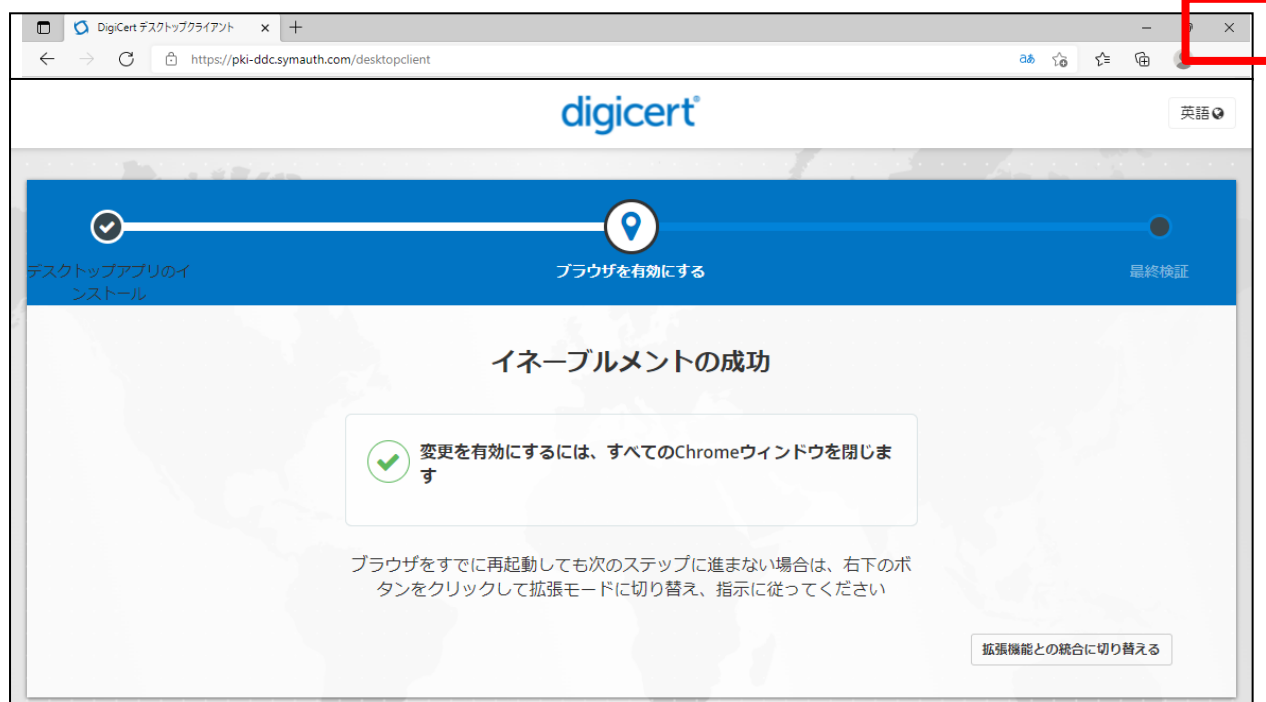 DigiCert デスクトップクライアント
https://pki-ddc.symauth.com/desktopclient
aあ
digicert®
英語
デスクトップアプリのイ
ンストール
ブラウザを有効にする
最終検証
イネーブルメントの成功
変更を有効にするには、すべてのChromeウィンドウを閉じま
す
ブラウザをすでに再起動しても次のステップに進まない場合は、右下のボ
タンをクリックして拡張モードに切り替え、指示に従ってください
拡張機能との統合に切り替える